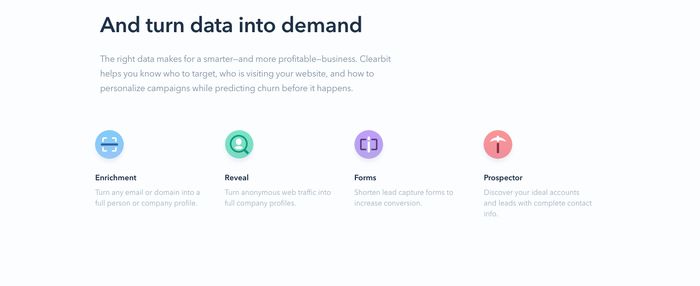 And turn data into demand
The right data makes for a smarter—and more profitable—business. Clearbit
helps you know who to target, who is visiting your website, and how to
personalize campaigns while predicting churn before it happens.
Enrichment
Turn any email or domain into a
full person or company profile.
Reveal
Turn anonymous web traffic into
full company profiles.
Forms
Shorten lead capture forms to
increase conversion.
Prospector
Discover your ideal accounts
and leads with complete contact
info.